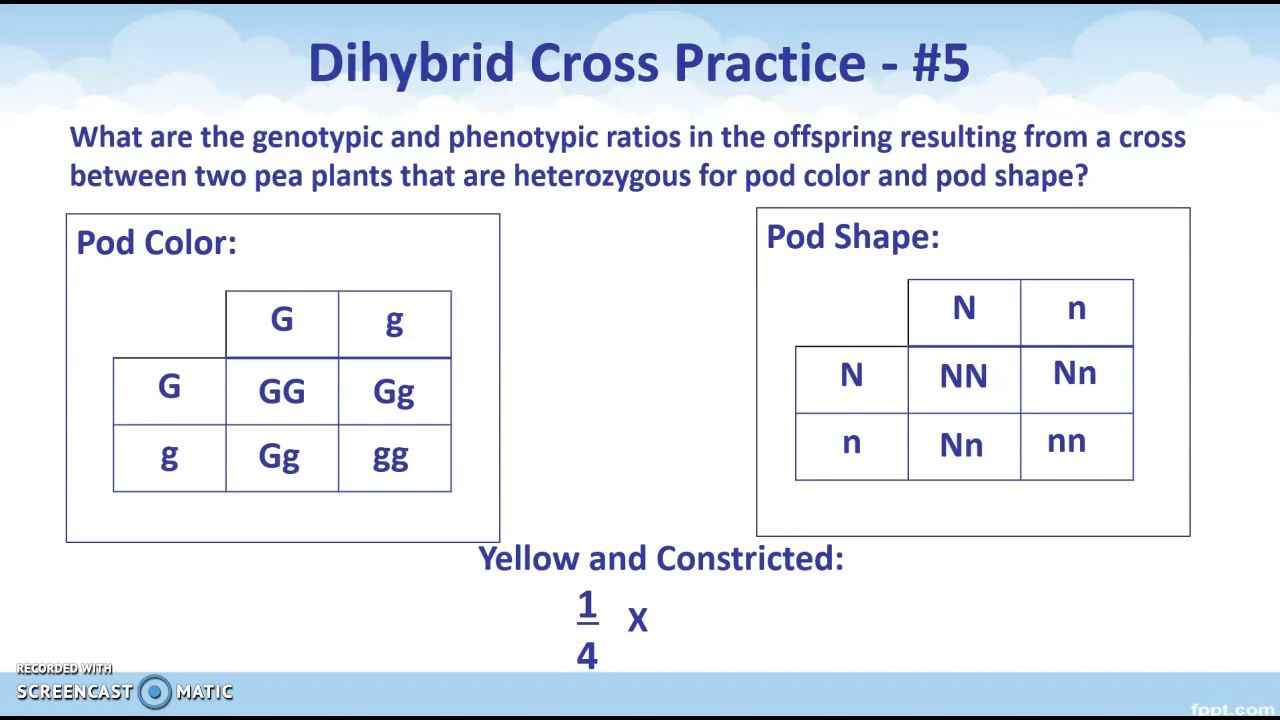 Dihybrid Cross Practice - #5
What are the genotypic and phenotypic ratios in the offspring resulting from a cross
between two pea plants that are heterozygous for pod color and pod shape?
Pod Color:
G g
G GG Gg
g Gg gg
Pod Shape:
N n
N NN Nn
n Nn nn
Yellow and Constricted:
1
X
4
RECORDED WITH
SCREENCAST MATIC
fppt.com